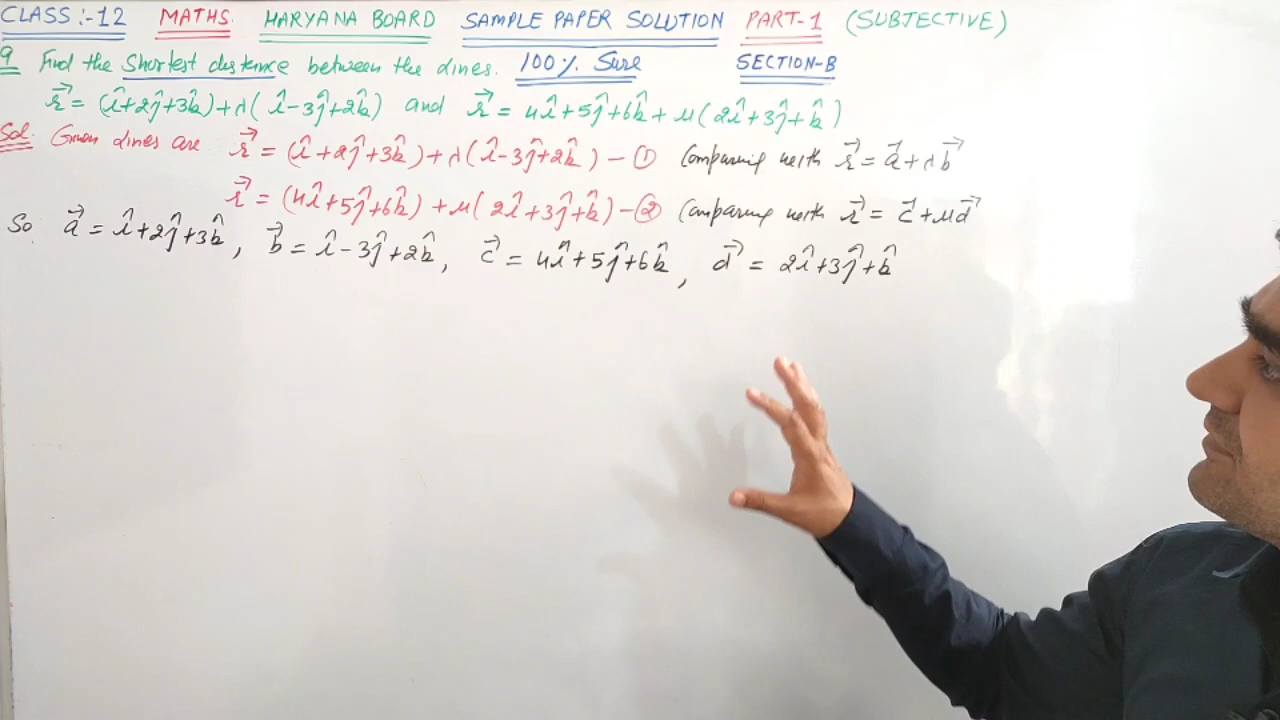 CLASS:-12 MATHS. HARYANA BOARD SAMPLE PAPER SOLUTION PART-1 (SUBJECTIVE)
Q Find the Shortest distance between the lines. 100% Sure SECTION-B
r⃗ = (î+2ĵ+3k̂)+λ(î-3ĵ+2k̂) and r⃗ = 4î+5ĵ+6k̂+μ(2î+3ĵ+k̂)
Sol. Given lines are r⃗ = (î+2ĵ+3k̂)+λ(î-3ĵ+2k̂) - ① Comparing with r⃗ = a⃗+λb⃗
r⃗ = (4î+5ĵ+6k̂)+μ(2î+3ĵ+k̂) - ② Comparing with r⃗ = c⃗+μd⃗
So a⃗ = î+2ĵ+3k̂, b⃗ = î-3ĵ+2k̂, c⃗ = 4î+5ĵ+6k̂, d⃗ = 2î+3ĵ+k̂